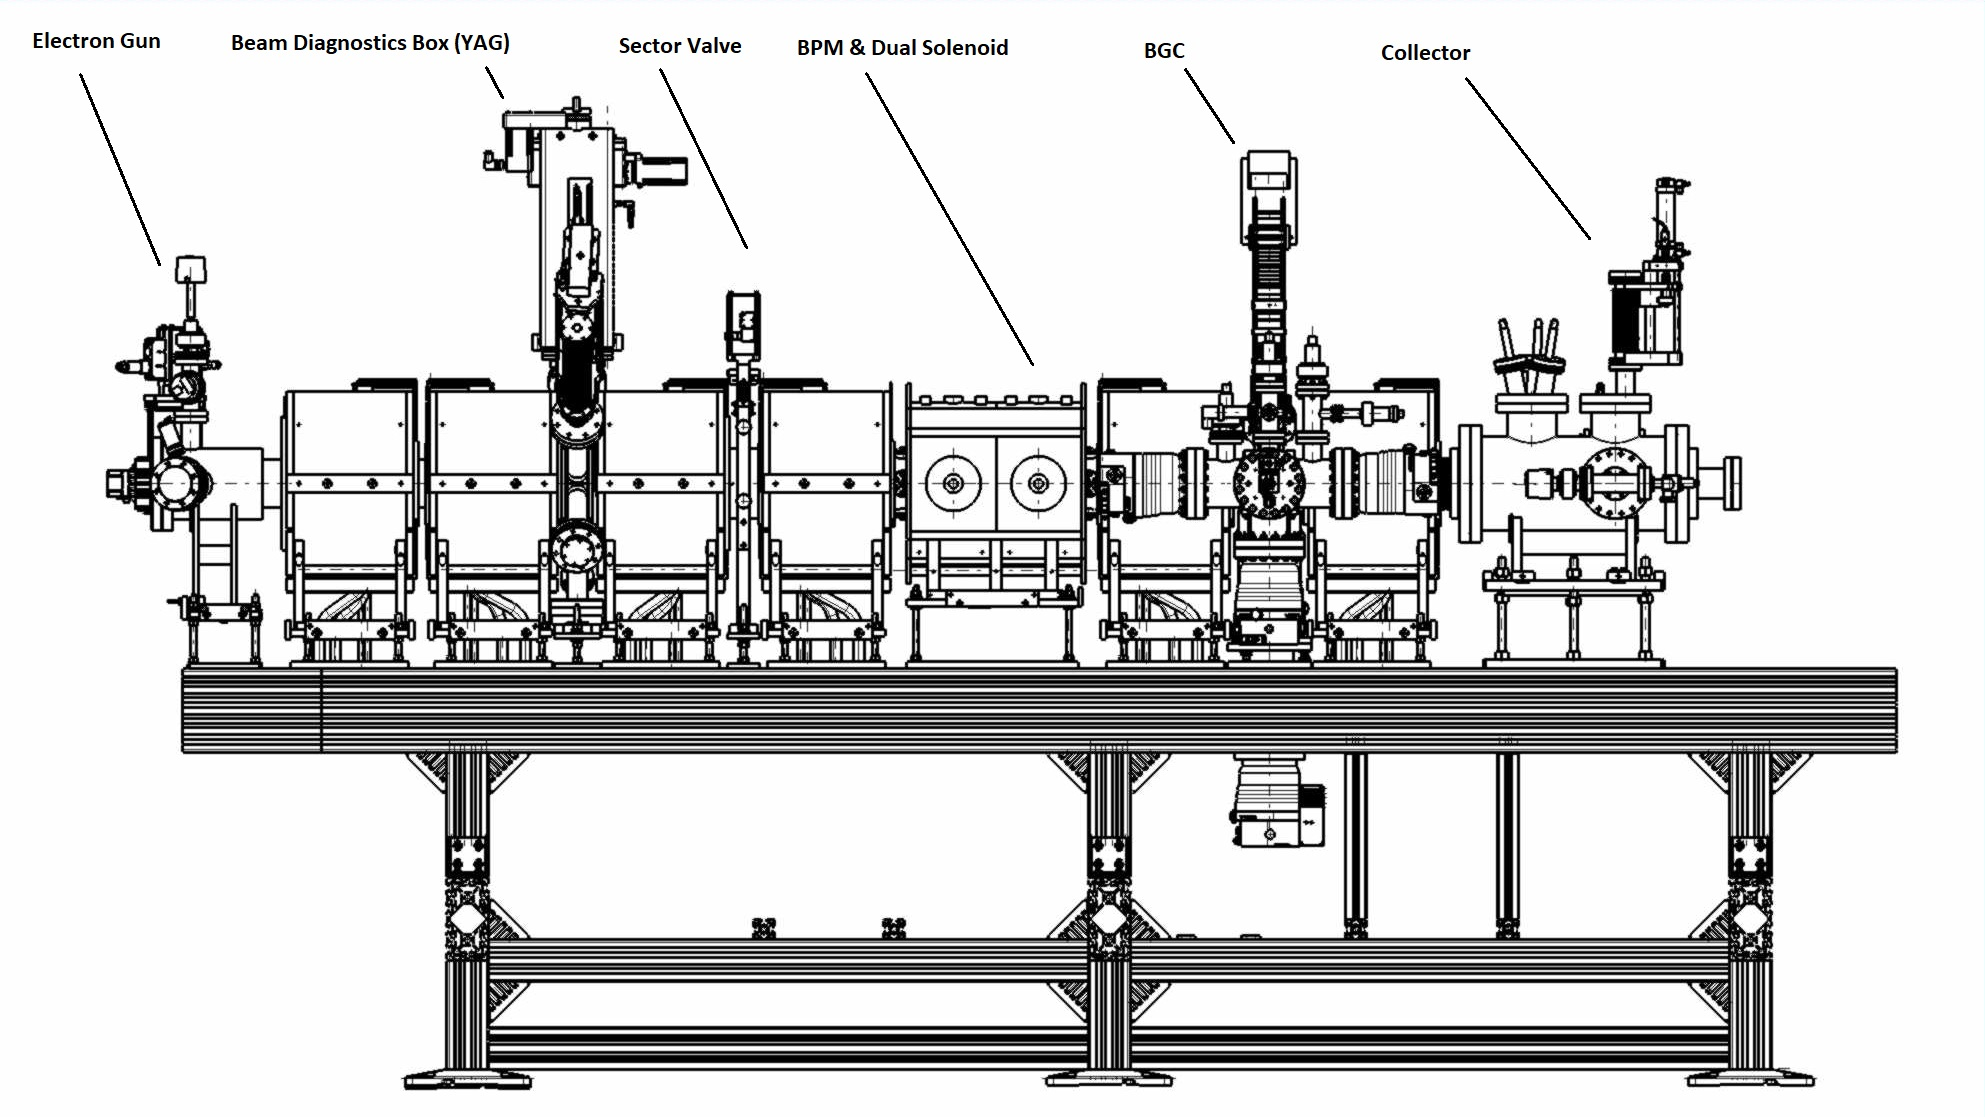 Electron Gun
Beam Diagnostics Box (YAG)
Sector Valve
BPM & Dual Solenoid
BGC
Collector